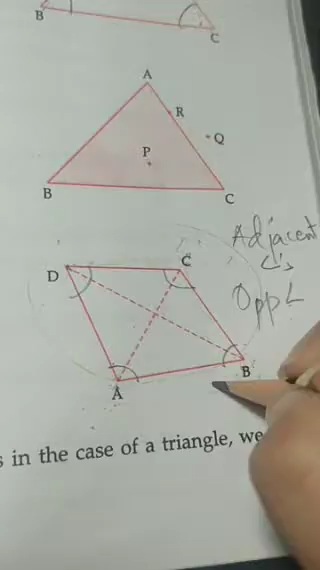 B
C
A
R
Q
P
B
C
Adjacent
∠'s
Opp ∠
D
C
B
A
s in the case of a triangle, we